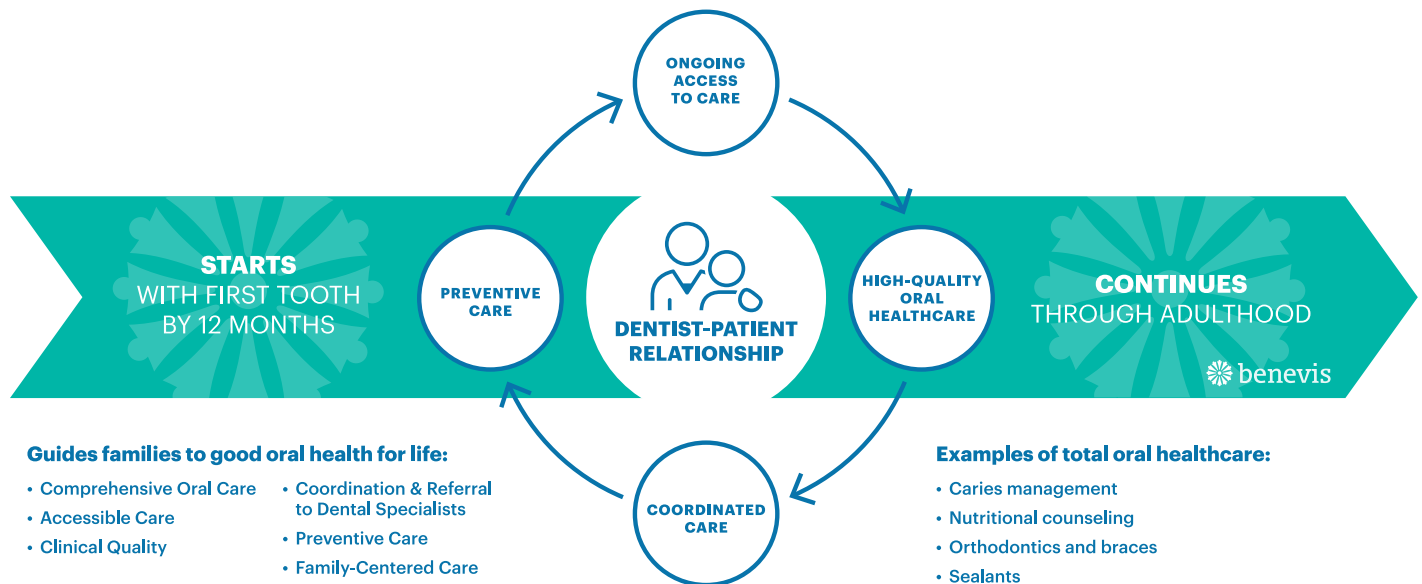 ONGOING
ACCESS
TO CARE
STARTS
WITH FIRST TOOTH
BY 12 MONTHS
PREVENTIVE
CARE
DENTIST-PATIENT
RELATIONSHIP
HIGH-QUALITY
ORAL
HEALTHCARE
CONTINUES
THROUGH ADULTHOOD
benevis
COORDINATED
CARE
Guides families to good oral health for life:
• Comprehensive Oral Care
• Accessible Care
• Clinical Quality
• Coordination & Referral
to Dental Specialists
• Preventive Care
• Family-Centered Care
Examples of total oral healthcare:
• Caries management
• Nutritional counseling
• Orthodontics and braces
• Sealants